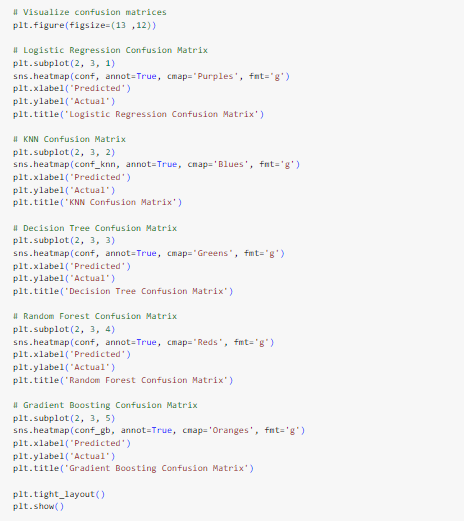 # Visualize confusion matrices
plt.figure(figsize=(13 ,12))
# Logistic Regression Confusion Matrix
plt.subplot(2, 3, 1)
sns.heatmap(conf, annot=True, cmap='Purples', fmt='g')
plt.xlabel('Predicted')
plt.ylabel('Actual')
plt.title('Logistic Regression Confusion Matrix')
# KNN Confusion Matrix
plt.subplot(2, 3, 2)
sns.heatmap(conf_knn, annot=True, cmap='Blues', fmt='g')
plt.xlabel('Predicted')
plt.ylabel('Actual')
plt.title('KNN Confusion Matrix')
# Decision Tree Confusion Matrix
plt.subplot(2, 3, 3)
sns.heatmap(conf, annot=True, cmap='Greens', fmt='g')
plt.xlabel('Predicted')
plt.ylabel('Actual')
plt.title('Decision Tree Confusion Matrix')
# Random Forest Confusion Matrix
plt.subplot(2, 3, 4)
sns.heatmap(conf, annot=True, cmap='Reds', fmt='g')
plt.xlabel('Predicted')
plt.ylabel('Actual')
plt.title('Random Forest Confusion Matrix')
# Gradient Boosting Confusion Matrix
plt.subplot(2, 3, 5)
sns.heatmap(conf_gb, annot=True, cmap='Oranges', fmt='g')
plt.xlabel('Predicted')
plt.ylabel('Actual')
plt.title('Gradient Boosting Confusion Matrix')
plt.tight_layout()
plt.show()